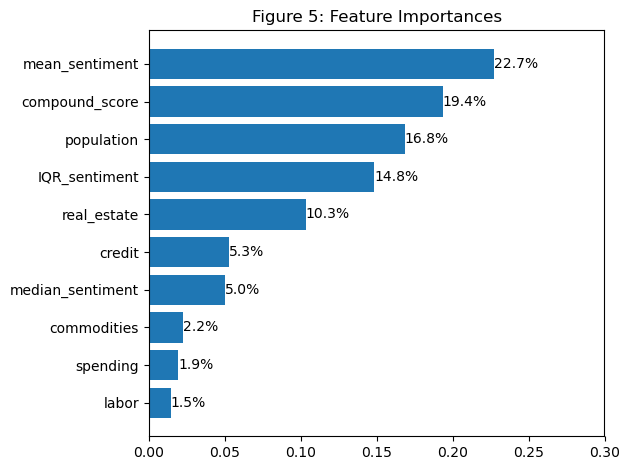 Figure 5: Feature Importances
mean_sentiment 22.7%
compound_score 19.4%
population 16.8%
IQR_sentiment 14.8%
real_estate 10.3%
credit 5.3%
median_sentiment 5.0%
commodities 2.2%
spending 1.9%
labor 1.5%
0.00 0.05 0.10 0.15 0.20 0.25 0.30